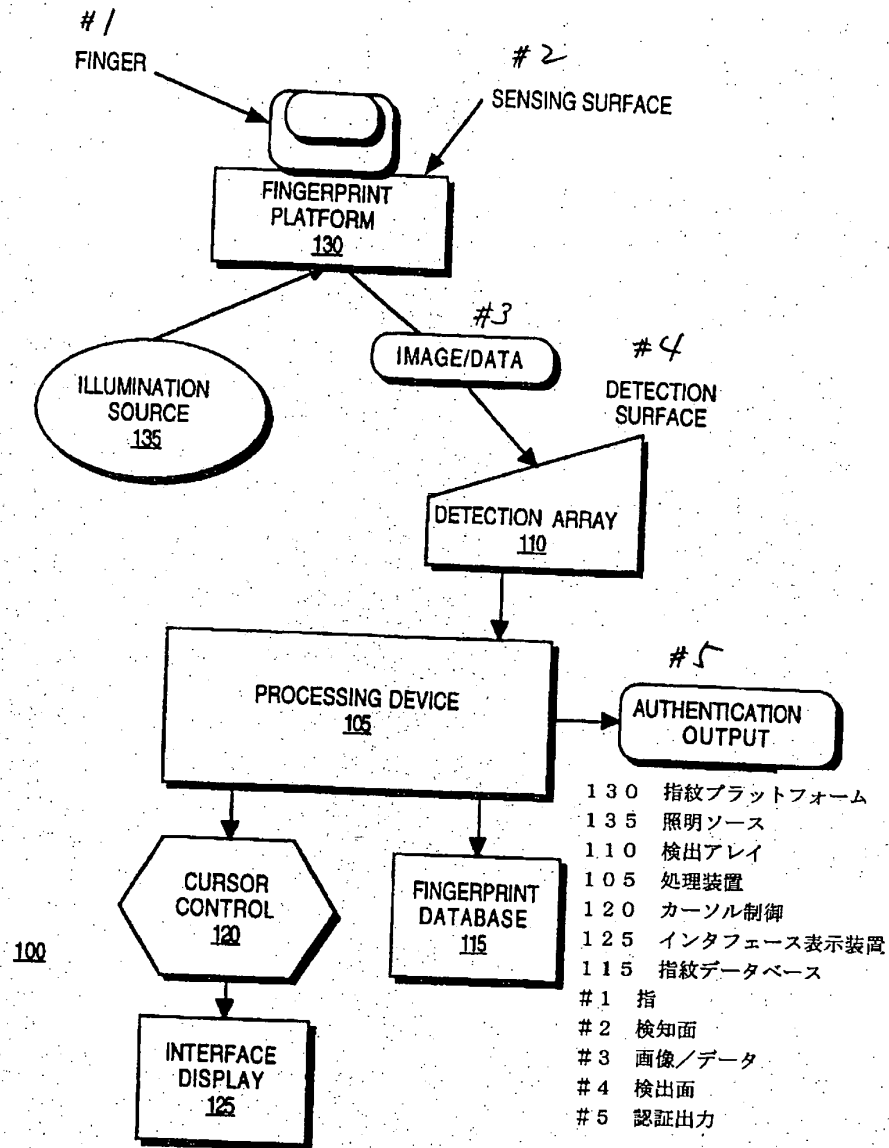 #1
FINGER
#2
SENSING SURFACE
FINGERPRINT
PLATFORM
130
#3
IMAGE/DATA
#4
DETECTION
SURFACE
ILLUMINATION
SOURCE
135
DETECTION ARRAY
110
PROCESSING DEVICE
105
#5
AUTHENTICATION
OUTPUT
CURSOR
CONTROL
120
FINGERPRINT
DATABASE
115
100
INTERFACE
DISPLAY
125
130 指紋プラットフォーム
135 照明ソース
110 検出アレイ
105 処理装置
120 カーソル制御
125 インタフェース表示装置
115 指紋データベース
#1 指
#2 検知面
#3 画像/データ
#4 検出面
#5 認証出力